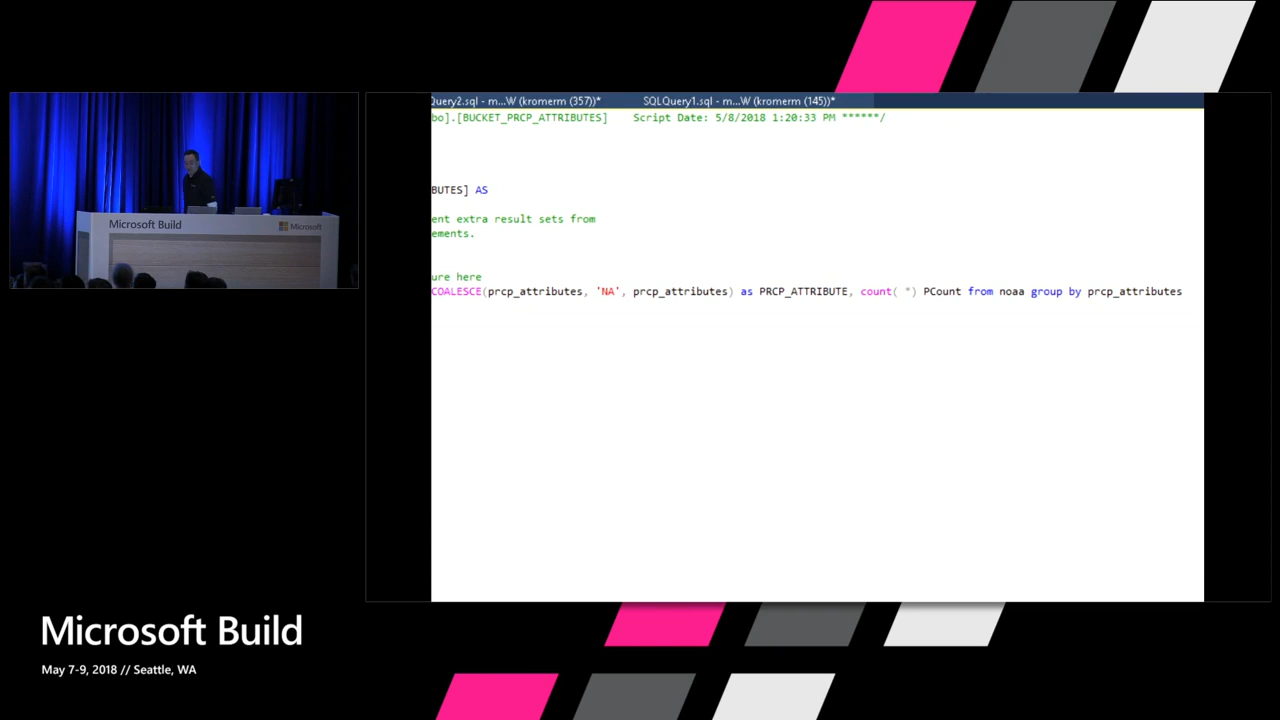 Query2.sql - m...W (kromerm (357))*
SQLQuery1.sql - m...W (kromerm (145))*
bo].[BUCKET_PRCP_ATTRIBUTES]    Script Date: 5/8/2018 1:20:33 PM ******/
BUTES] AS
ent extra result sets from
ements.
ure here
COALESCE(prcp_attributes, 'NA', prcp_attributes) as PRCP_ATTRIBUTE, count( *) PCount from noaa group by prcp_attributes
Microsoft Build
Microsoft
Microsoft Build
May 7-9, 2018 // Seattle, WA